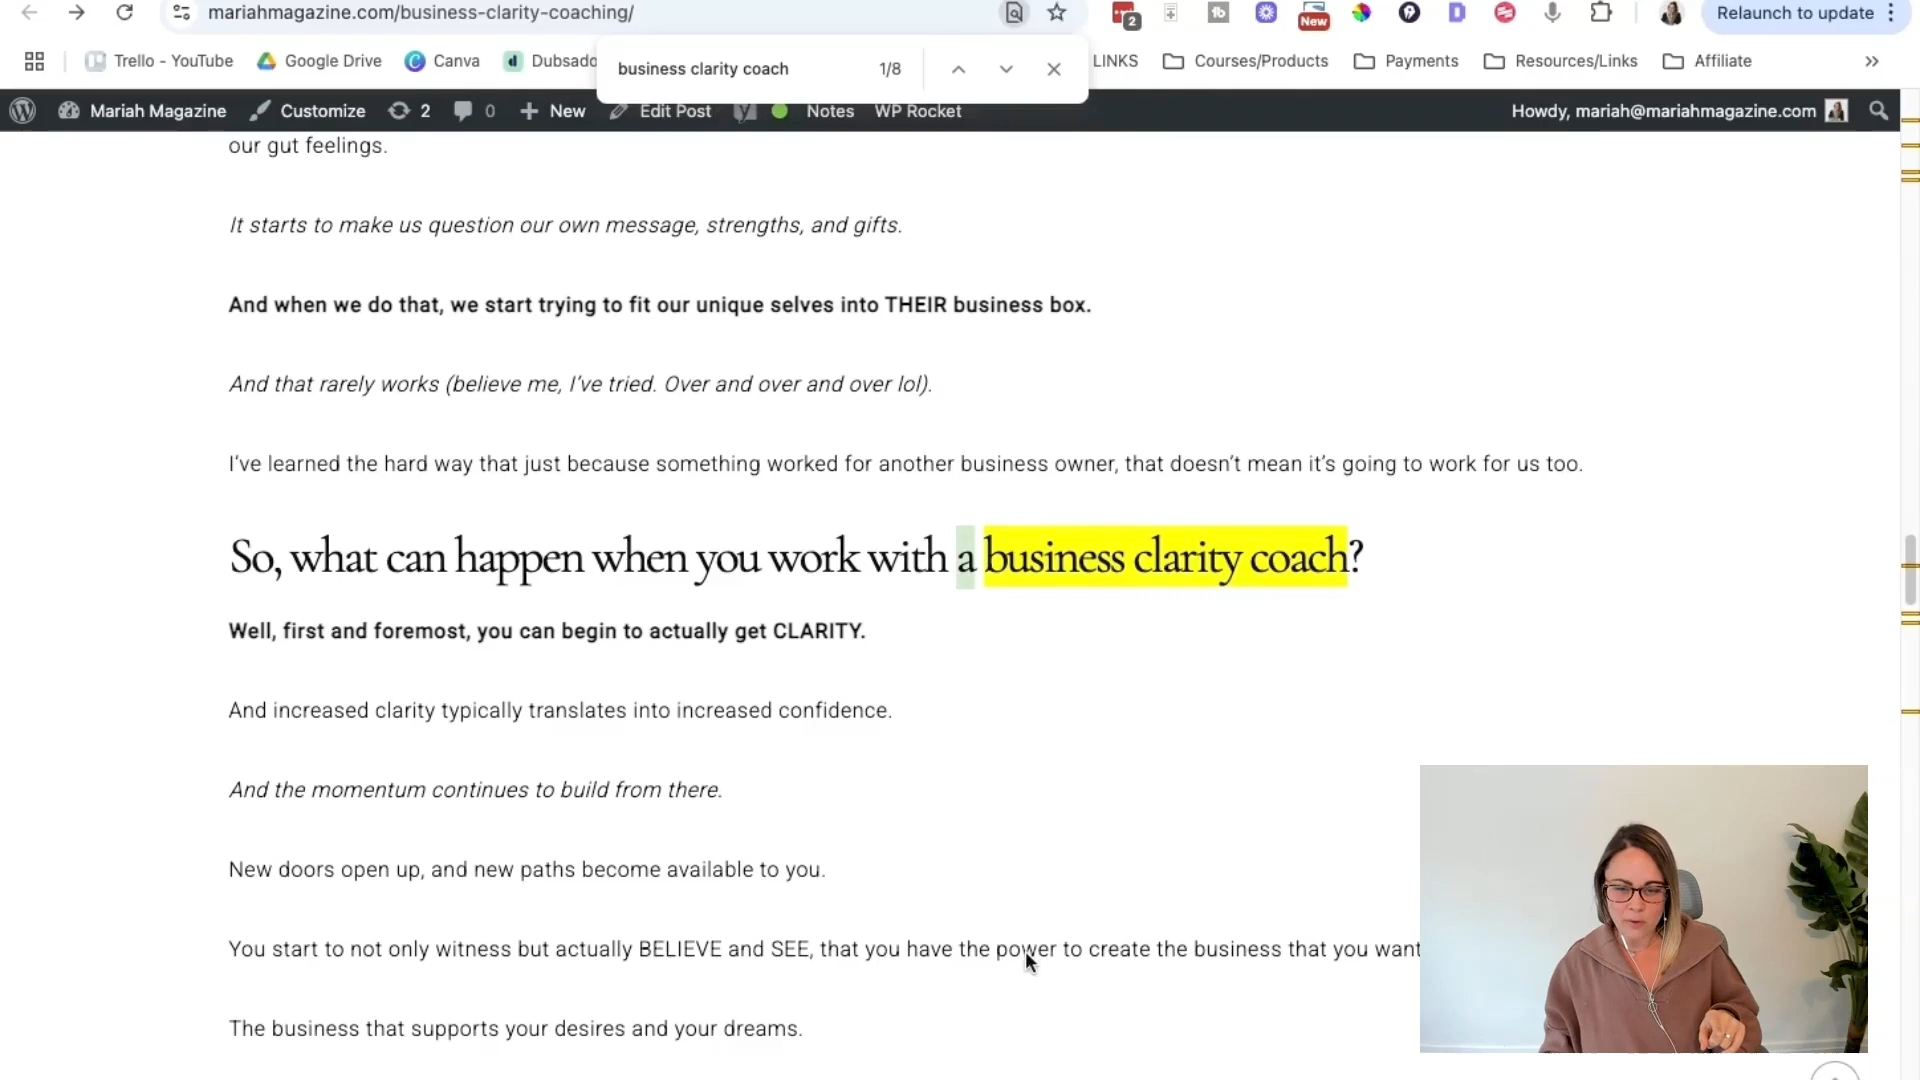 mariahmagazine.com/business-clarity-coaching/
2
New
Relaunch to update
Trello - YouTube
Google Drive
Canva
Dubsado
business clarity coach
1/8
LINKS
Courses/Products
Payments
Resources/Links
Affiliate
Mariah Magazine
Customize
2
0
New
Edit Post
Notes
WP Rocket
Howdy, mariah@mariahmagazine.com
our gut feelings.
It starts to make us question our own message, strengths, and gifts.
And when we do that, we start trying to fit our unique selves into THEIR business box.
And that rarely works (believe me, I've tried. Over and over and over lol).
I've learned the hard way that just because something worked for another business owner, that doesn't mean it's going to work for us too.
So, what can happen when you work with a business clarity coach?
Well, first and foremost, you can begin to actually get CLARITY.
And increased clarity typically translates into increased confidence.
And the momentum continues to build from there.
New doors open up, and new paths become available to you.
You start to not only witness but actually BELIEVE and SEE, that you have the power to create the business that you want
The business that supports your desires and your dreams.